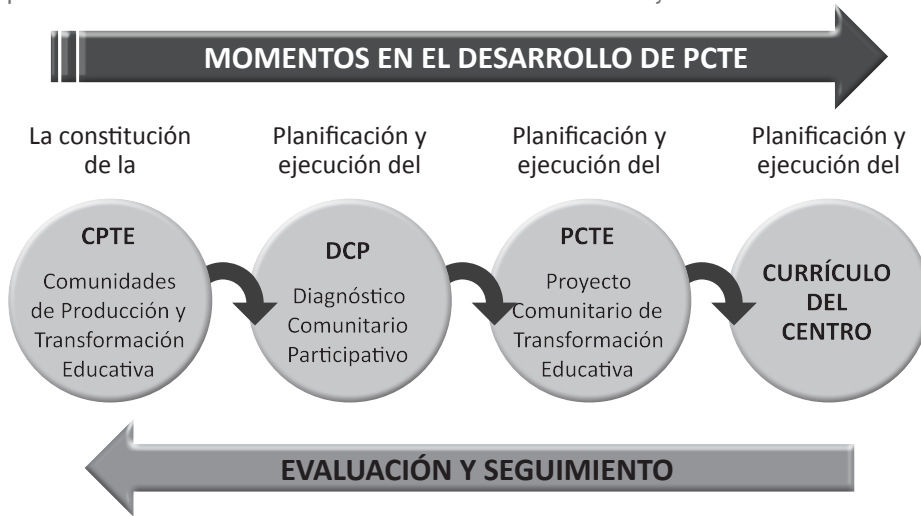 MOMENTOS EN EL DESARROLLO DE PCTE
La constitución
de la
Planificación y
ejecución del
Planificación y
ejecución del
Planificación y
ejecución del
CPTE
Comunidades
de Producción y
Transformación
Educativa
DCP
Diagnóstico
Comunitario
Participativo
PCTE
Proyecto
Comunitario de
Transformación
Educativa
CURRÍCULO
DEL
CENTRO
EVALUACIÓN Y SEGUIMIENTO